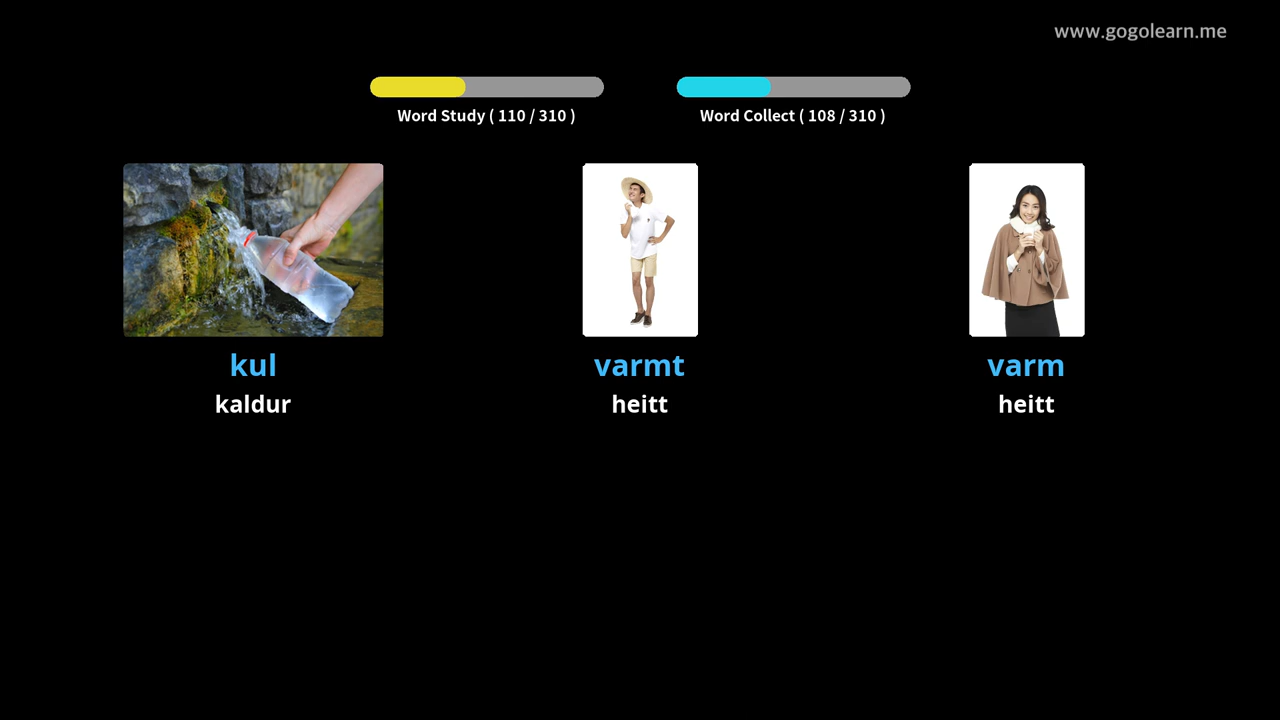 www.gogolearn.me
Word Study ( 110 / 310 )
Word Collect ( 108 / 310 )
kul
varmt
varm
kaldur
heitt
heitt